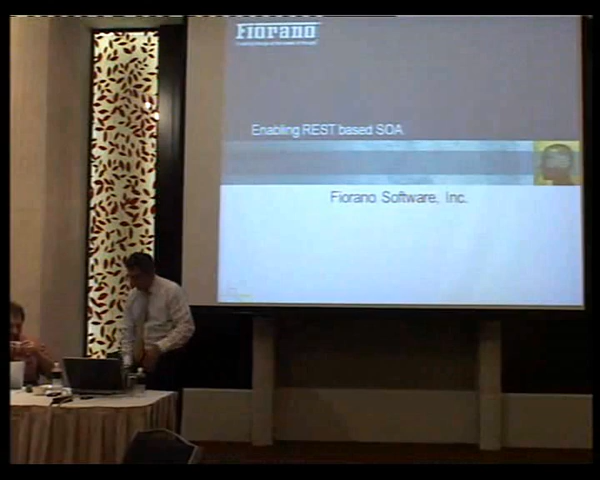 Fiorano
Enabling REST based SOA
Fiorano Software, Inc.